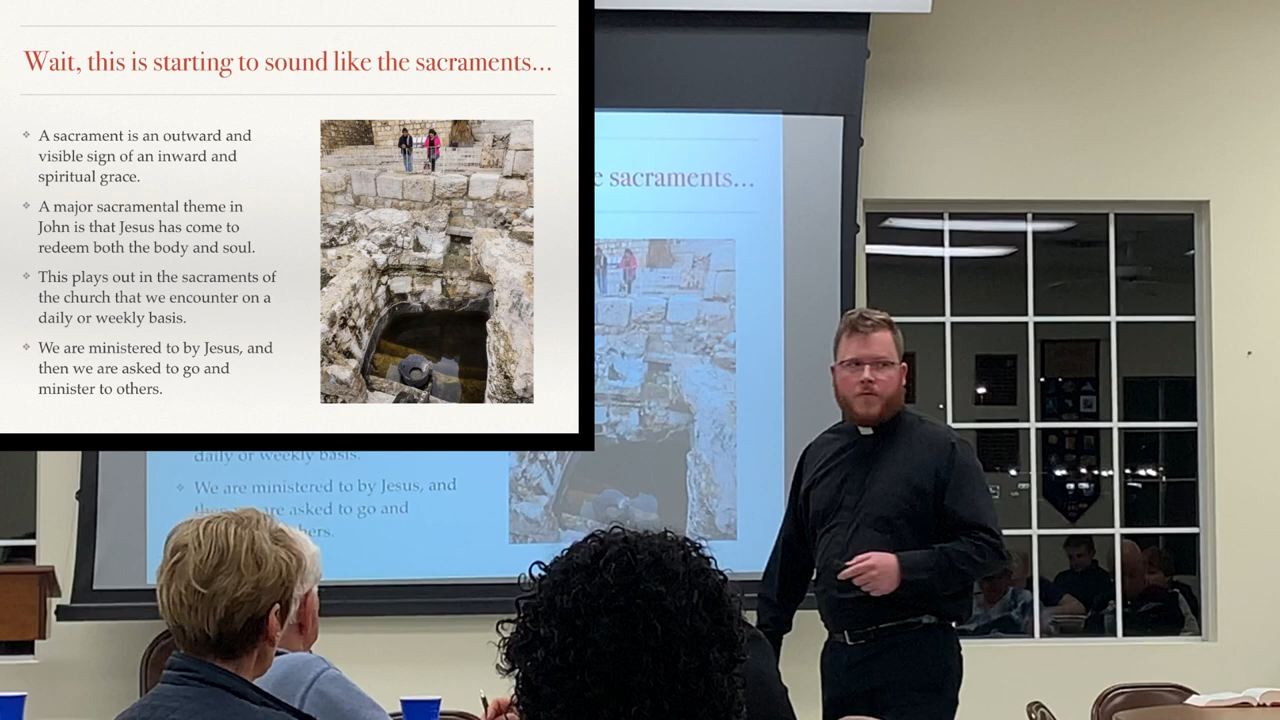 Wait, this is starting to sound like the sacraments...
❖ A sacrament is an outward and
visible sign of an inward and
spiritual grace.
❖ A major sacramental theme in
John is that Jesus has come to
redeem both the body and soul.
❖ This plays out in the sacraments of
the church that we encounter on a
daily or weekly basis.
❖ We are ministered to by Jesus, and
then we are asked to go and
minister to others.
e sacraments...
daily or weekly basis.
❖ We are ministered to by Jesus, and
are asked to go and
hers.